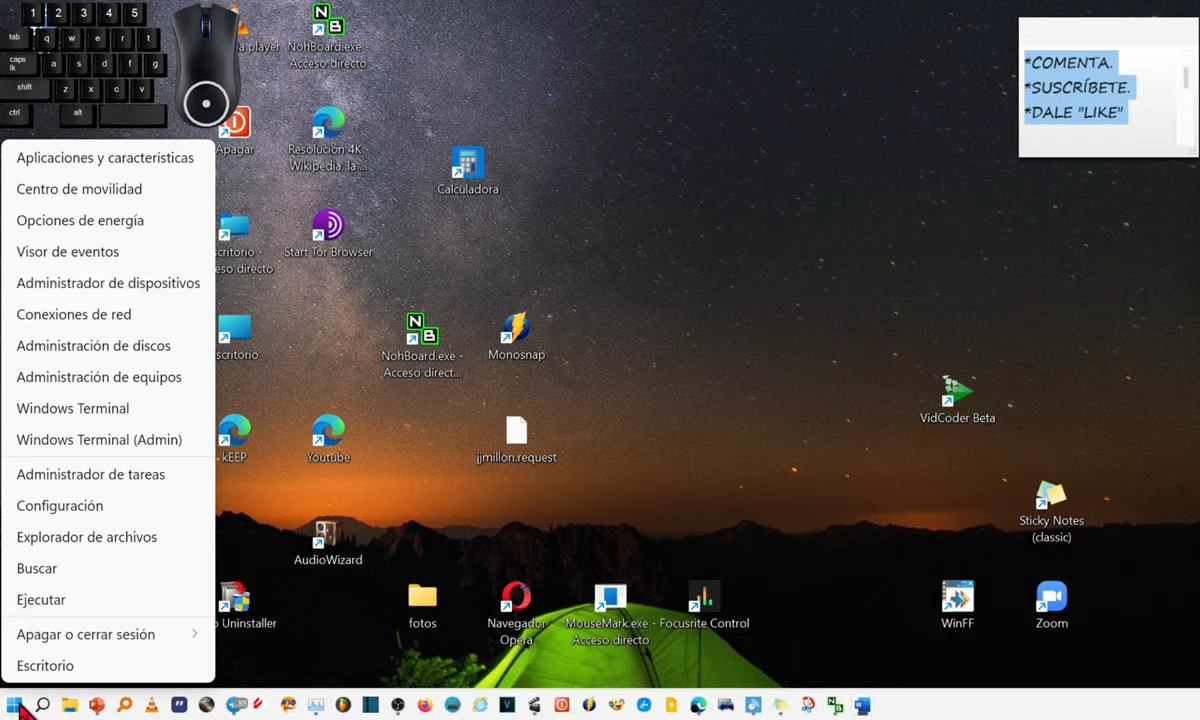 1 2 3 4 5
tab q w e r t
caps lk a s d f g
shift z x c v
ctrl alt
player
NohBoard.exe
Acceso directo
Apagar
Resolución 4K -
Wikipedia, la...
Calculadora
*COMENTA.
*SUSCRÍBETE.
*DALE "LIKE"
Aplicaciones y características
Centro de movilidad
Opciones de energía
Visor de eventos
Administrador de dispositivos
Conexiones de red
Administración de discos
Administración de equipos
Windows Terminal
Windows Terminal (Admin)
Administrador de tareas
Configuración
Explorador de archivos
Buscar
Ejecutar
Apagar o cerrar sesión
Escritorio
Start Tor Browser
directo
NohBoard.exe -
Acceso direct...
Monosnap
kEEP
Youtube
jjmillon.request
VidCoder Beta
Sticky Notes
(classic)
AudioWizard
Uninstaller
fotos
Navegador
Opera
MouseMark.exe -
Acceso directo
Focusrite Control
WinFF
Zoom